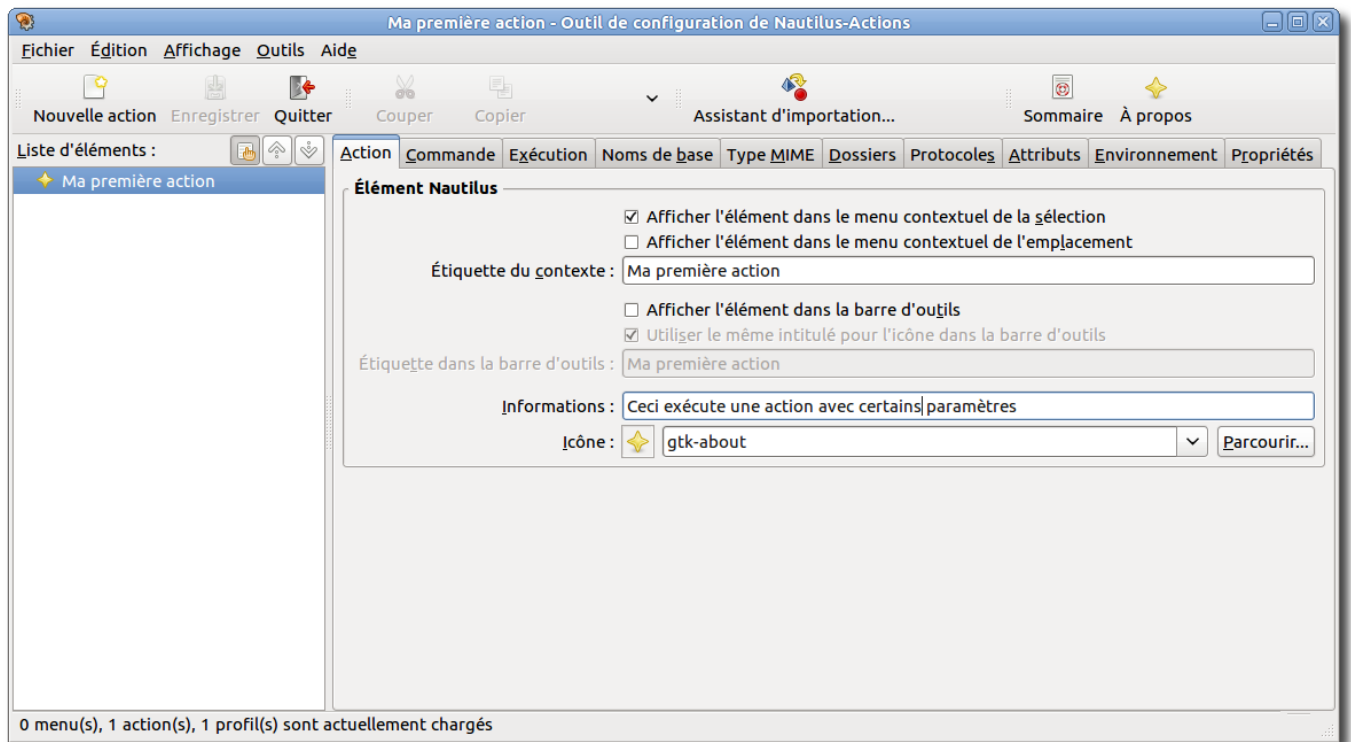 Ma première action - Outil de configuration de Nautilus-Actions
Fichier Édition Affichage Outils Aide
Nouvelle action Enregistrer Quitter Couper Copier Assistant d'importation... Sommaire À propos
Liste d'éléments :
Ma première action
Action Commande Exécution Noms de base Type MIME Dossiers Protocoles Attributs Environnement Propriétés
Élément Nautilus
Afficher l'élément dans le menu contextuel de la sélection
Afficher l'élément dans le menu contextuel de l'emplacement
Étiquette du contexte : Ma première action
Afficher l'élément dans la barre d'outils
Utiliser le même intitulé pour l'icône dans la barre d'outils
Étiquette dans la barre d'outils : Ma première action
Informations : Ceci exécute une action avec certains paramètres
Icône : gtk-about Parcourir...
0 menu(s), 1 action(s), 1 profil(s) sont actuellement chargés